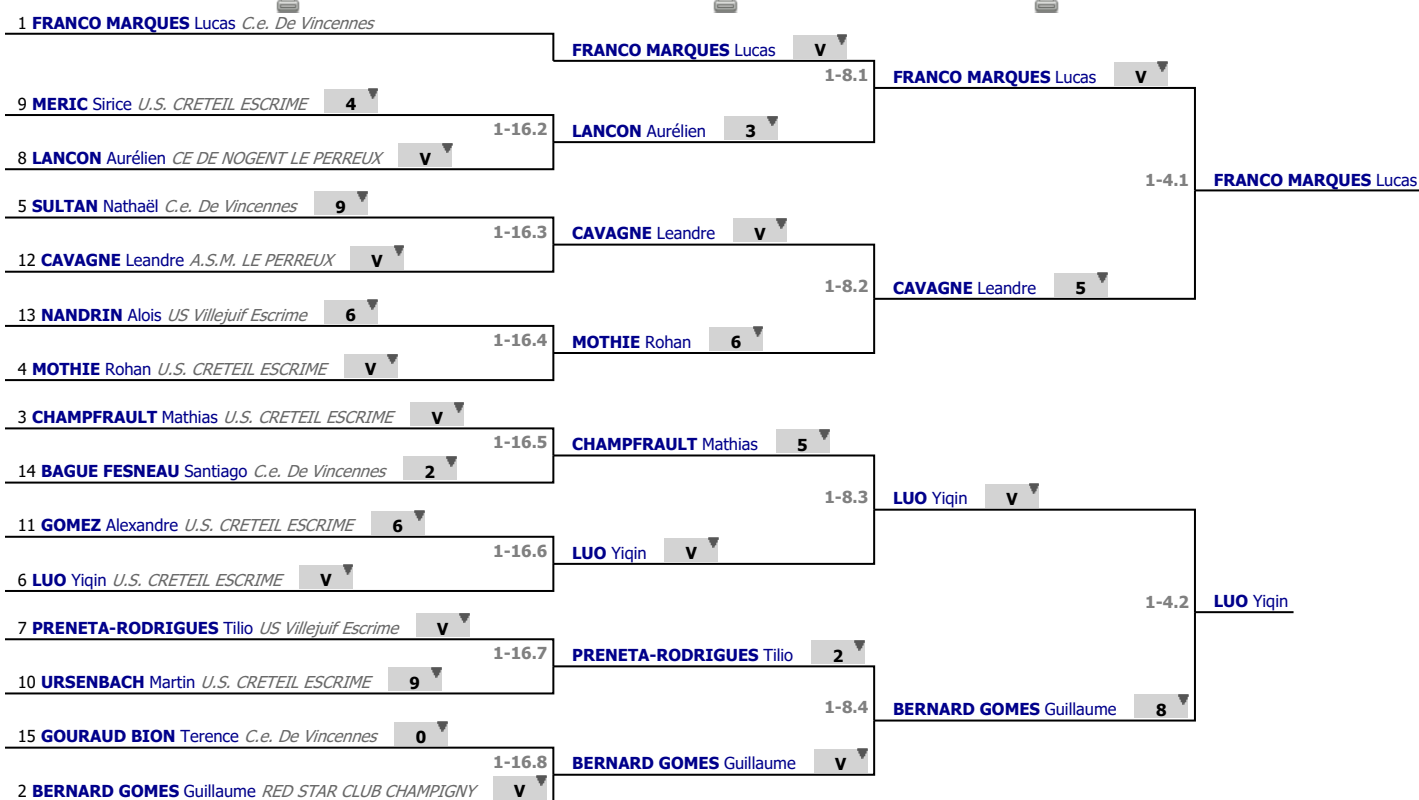 1 FRANCO MARQUES Lucas C.e. De Vincennes
FRANCO MARQUES Lucas V
1-8.1
FRANCO MARQUES Lucas V
9 MERIC Sirice U.S. CRETEIL ESCRIME 4
1-16.2
LANCON Aurélien 3
8 LANCON Aurélien CE DE NOGENT LE PERREUX V
1-4.1
FRANCO MARQUES Lucas
5 SULTAN Nathaël C.e. De Vincennes 9
1-16.3
CAVAGNE Leandre V
12 CAVAGNE Leandre A.S.M. LE PERREUX V
1-8.2
CAVAGNE Leandre 5
13 NANDRIN Alois US Villejuif Escrime 6
1-16.4
MOTHIE Rohan 6
4 MOTHIE Rohan U.S. CRETEIL ESCRIME V
3 CHAMPFRAULT Mathias U.S. CRETEIL ESCRIME V
1-16.5
CHAMPFRAULT Mathias 5
14 BAGUE FESNEAU Santiago C.e. De Vincennes 2
1-8.3
LUO Yiqin V
11 GOMEZ Alexandre U.S. CRETEIL ESCRIME 6
1-16.6
LUO Yiqin V
6 LUO Yiqin U.S. CRETEIL ESCRIME V
1-4.2
LUO Yiqin
7 PRENETA-RODRIGUES Tilio US Villejuif Escrime V
1-16.7
PRENETA-RODRIGUES Tilio 2
10 URSENBACH Martin U.S. CRETEIL ESCRIME 9
1-8.4
BERNARD GOMES Guillaume 8
15 GOURAUD BION Terence C.e. De Vincennes 0
1-16.8
BERNARD GOMES Guillaume V
2 BERNARD GOMES Guillaume RED STAR CLUB CHAMPIGNY V